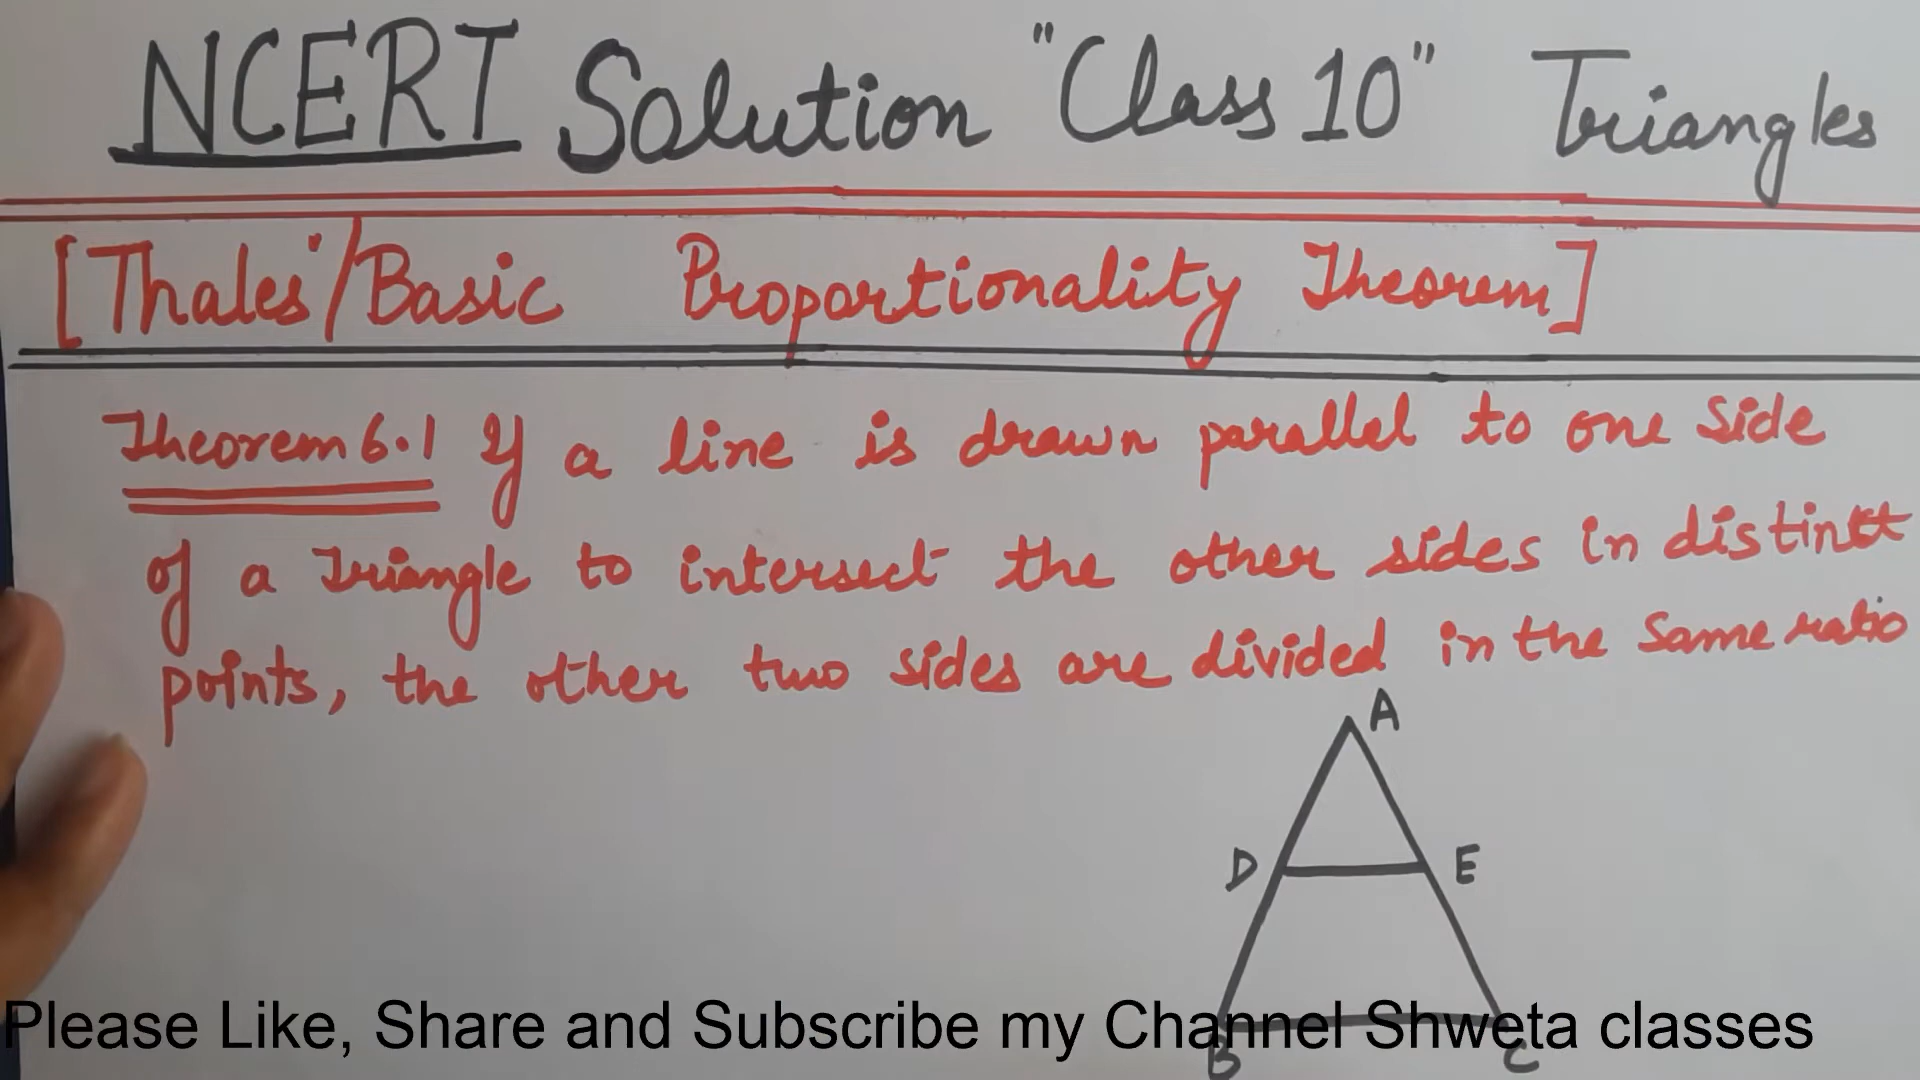 NCERT Solution "Class 10" Triangles
[Thales'/Basic Proportionality Theorem]
Theorem 6.1 If a line is drawn parallel to one Side
of a Triangle to intersect the other sides in distinct
points, the other two sides are divided in the Same ratio
A
D E
Please Like, Share and Subscribe my Channel Shweta classes
B C